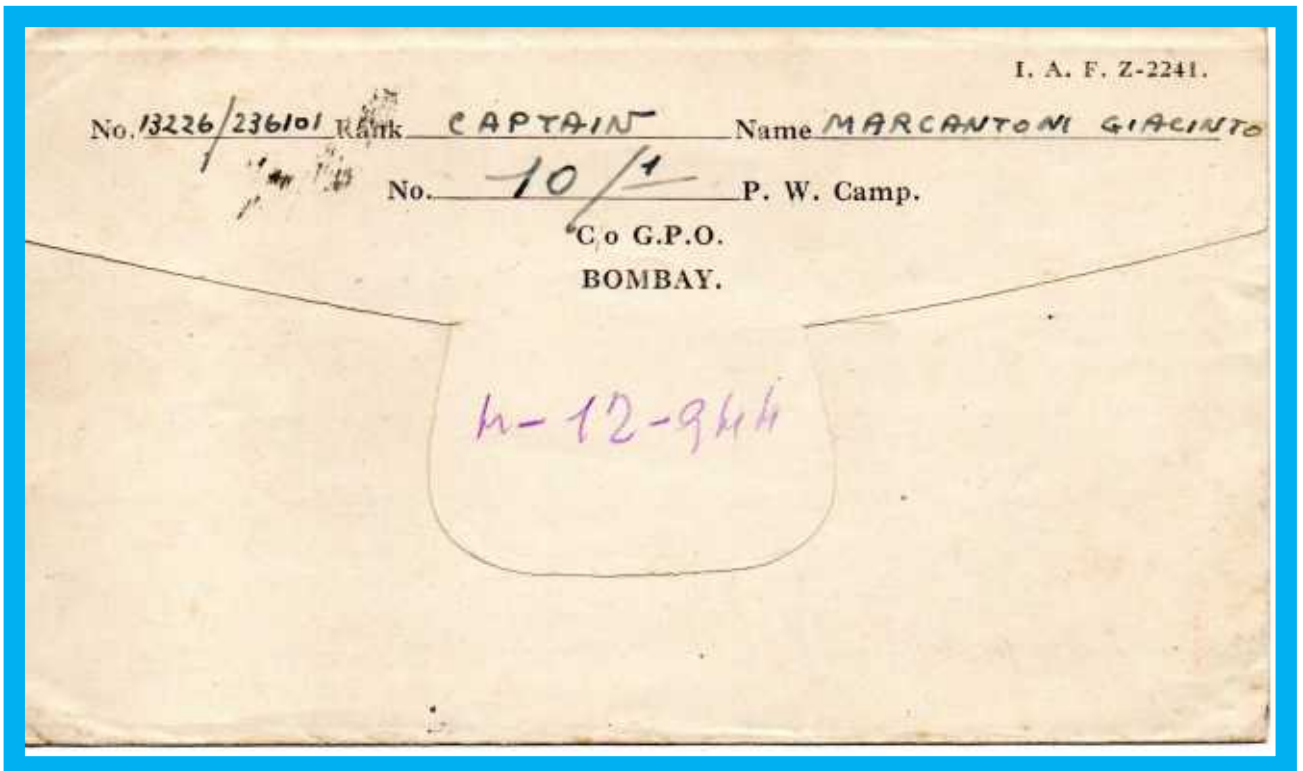 I. A. F. Z-2241.
No. 13226/236101 Rank CAPTAIN Name MARCANTONI GIACINTO
No. 10/1 P. W. Camp.
C/o G.P.O.
BOMBAY.
4-12-944